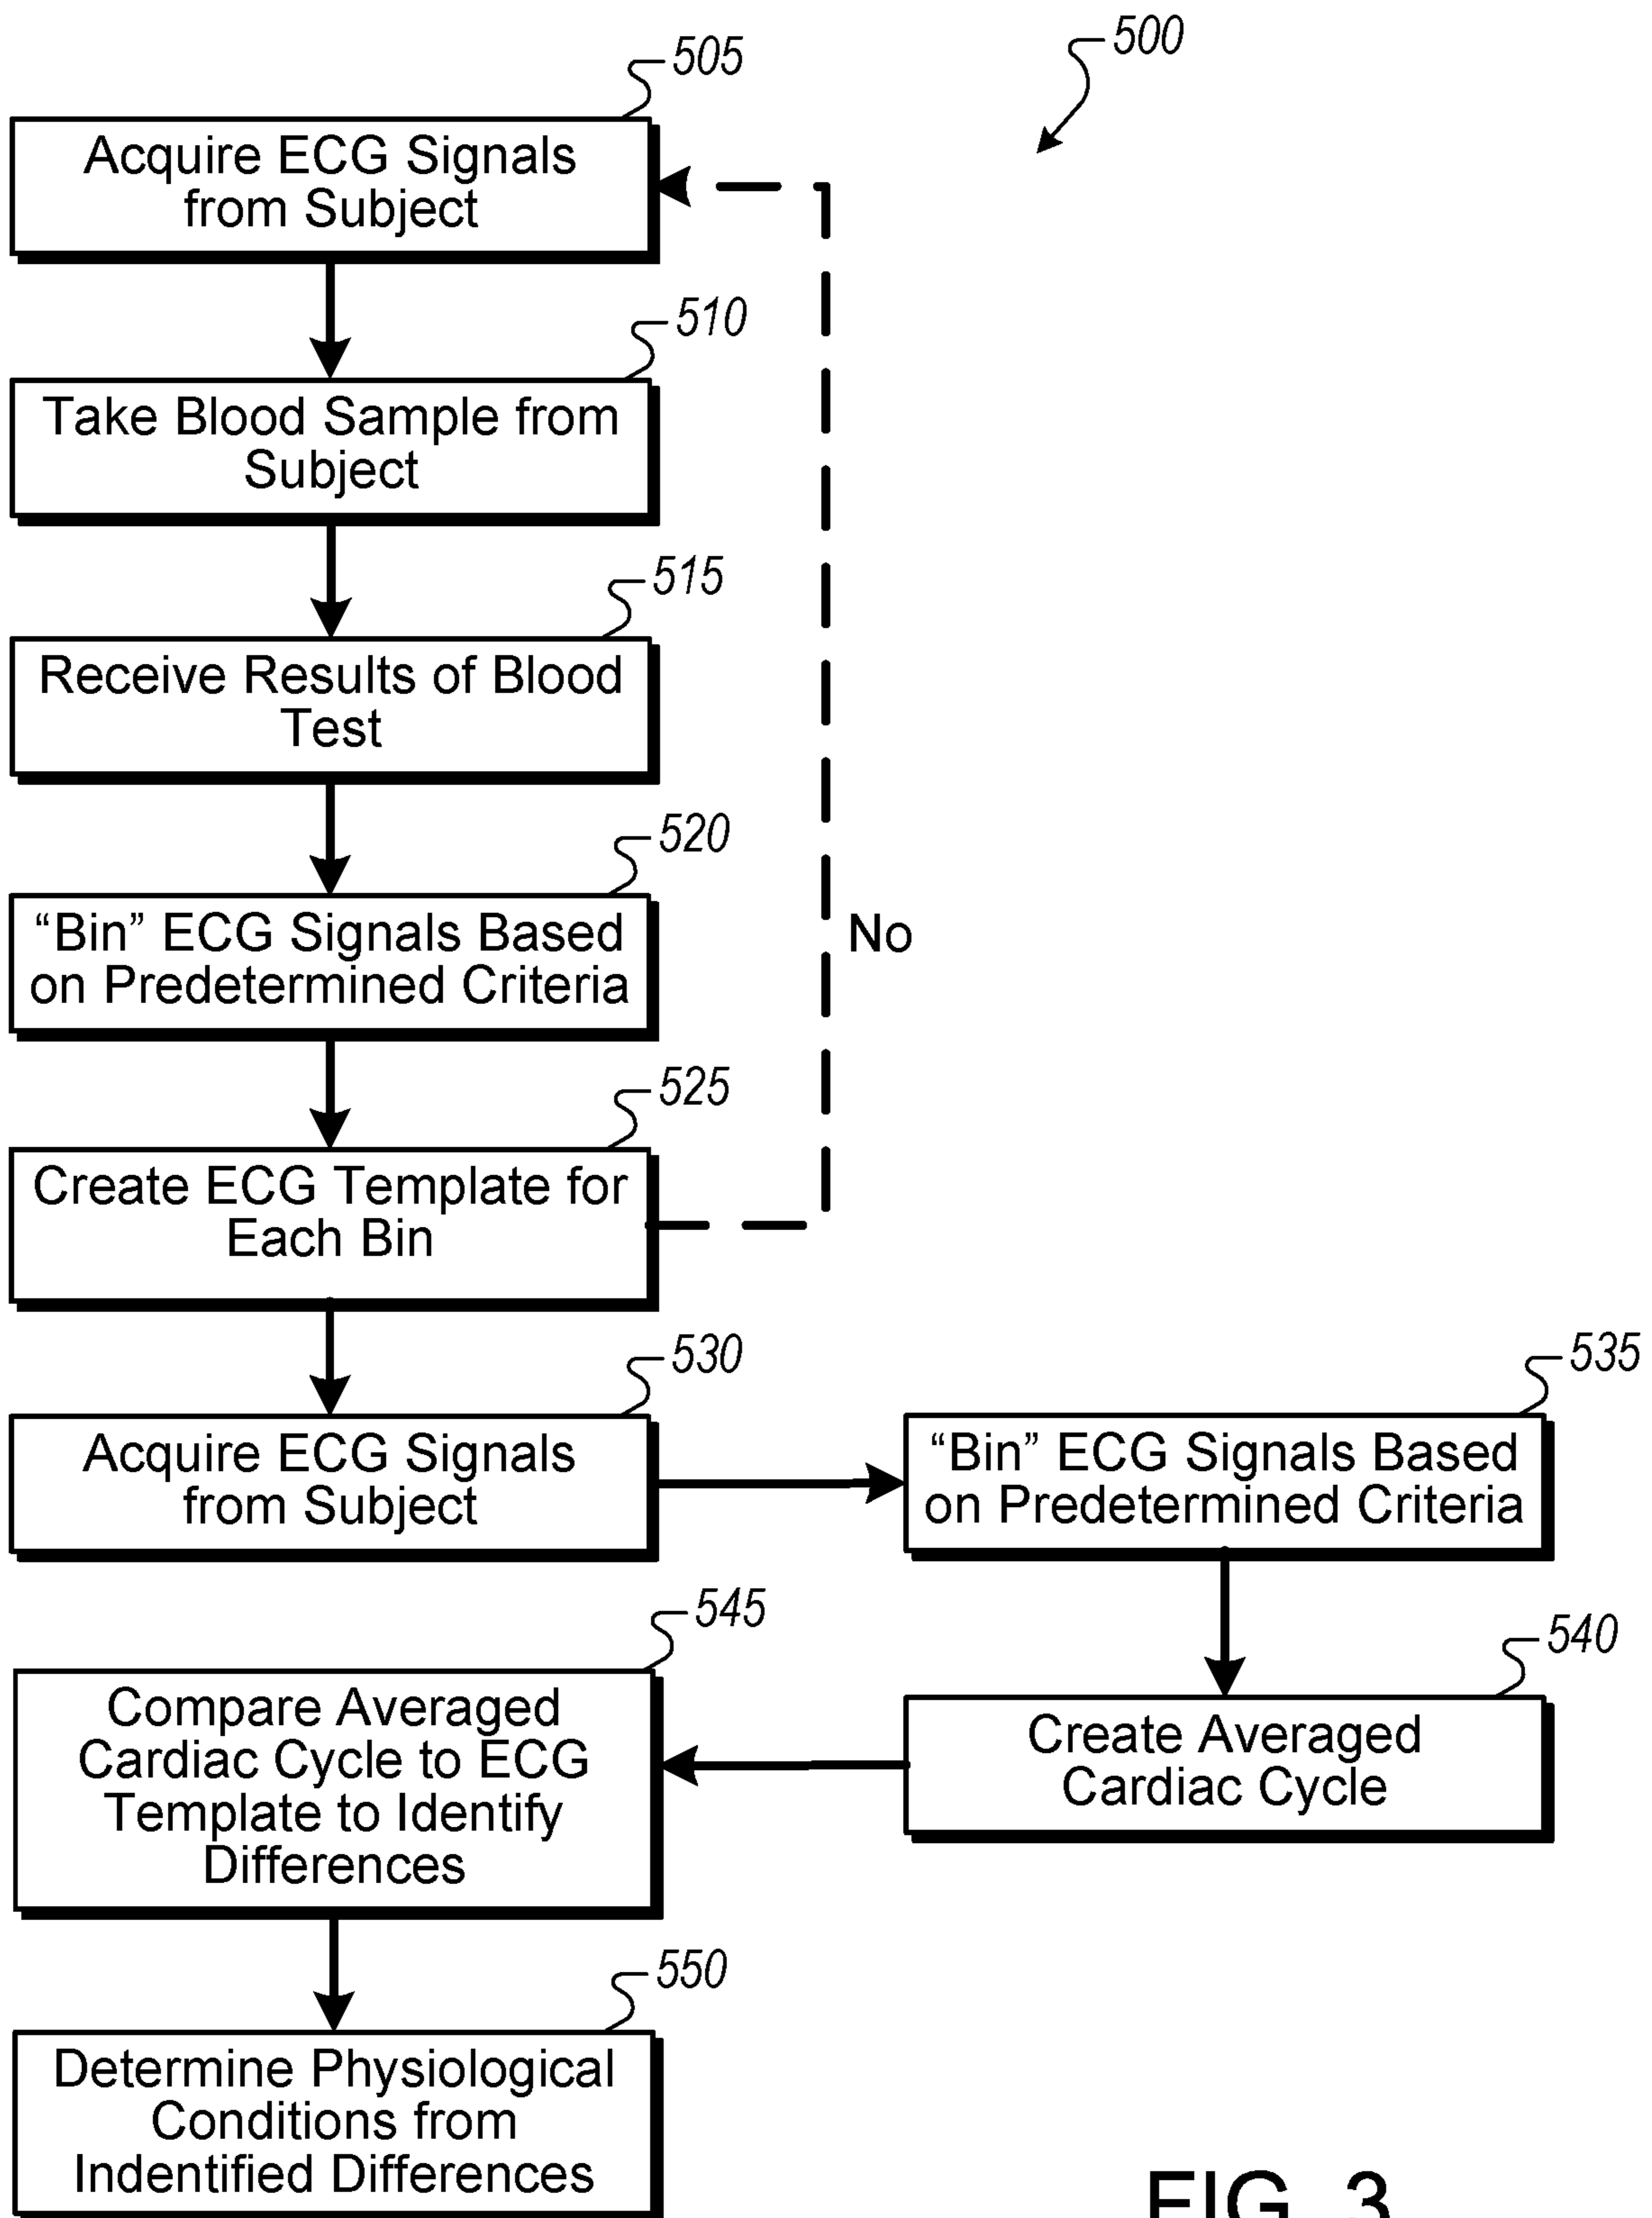 500
505
Acquire ECG Signals
from Subject
510
Take Blood Sample from
Subject
515
Receive Results of Blood
Test
520
“Bin” ECG Signals Based
on Predetermined Criteria
No
525
Create ECG Template for
Each Bin
530
Acquire ECG Signals
from Subject
535
“Bin” ECG Signals Based
on Predetermined Criteria
540
Create Averaged
Cardiac Cycle
545
Compare Averaged
Cardiac Cycle to ECG
Template to Identify
Differences
550
Determine Physiological
Conditions from
Indentified Differences
FIG. 3